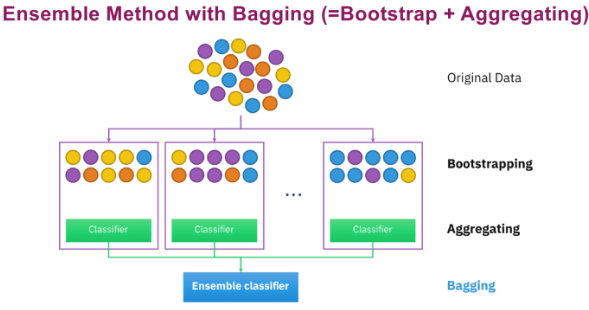 Ensemble Method with Bagging (=Bootstrap + Aggregating)
Original Data
Bootstrapping
...
Classifier
Classifier
Classifier
Aggregating
Ensemble classifier
Bagging